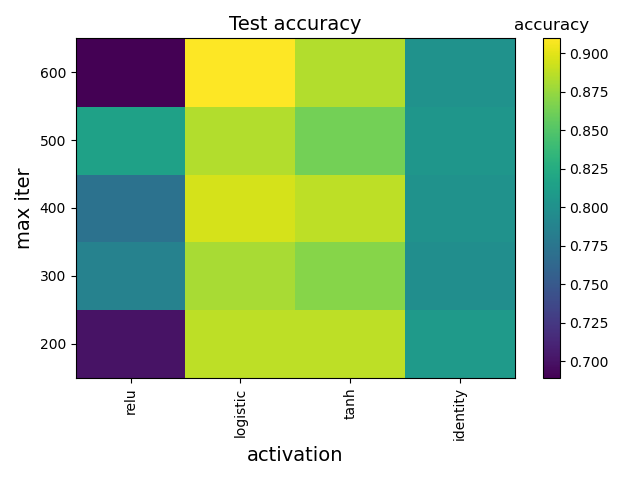 Test accuracy
accuracy
max iter
600
500
400
300
200
relu
logistic
tanh
identity
activation
0.900
0.875
0.850
0.825
0.800
0.775
0.750
0.725
0.700